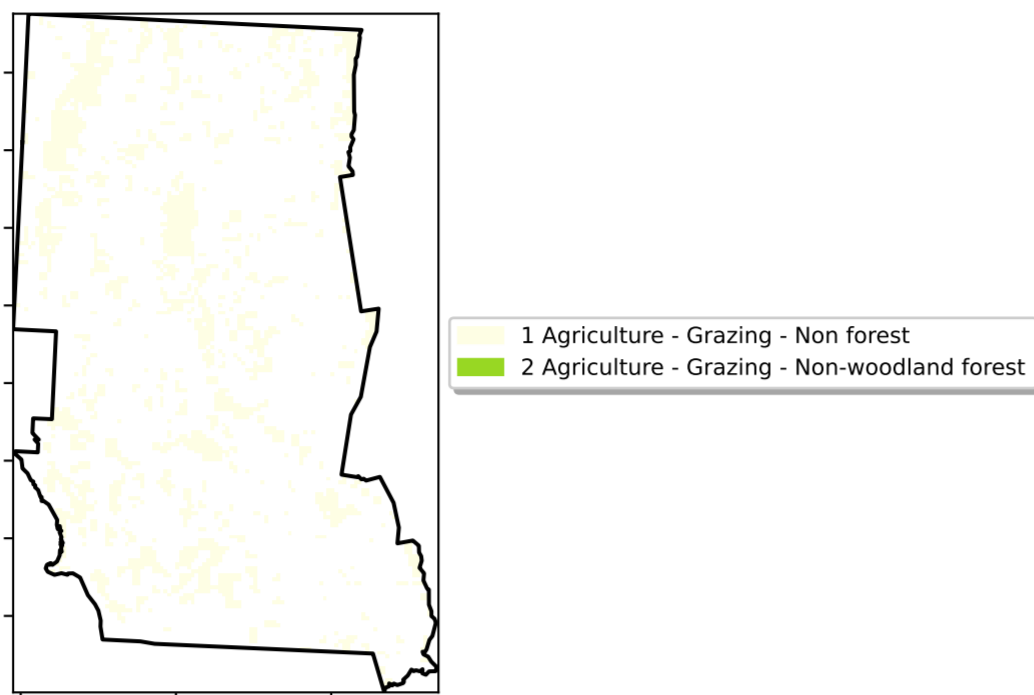 1 Agriculture - Grazing - Non forest
2 Agriculture - Grazing - Non-woodland forest